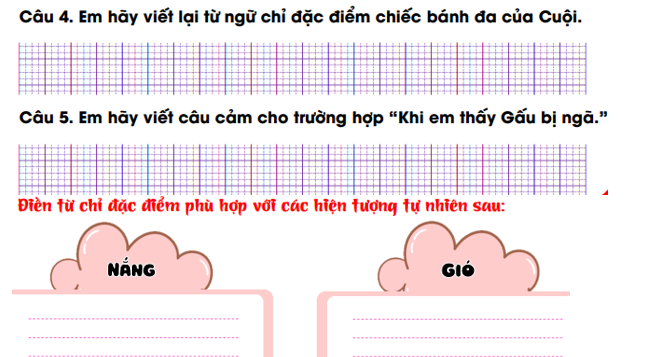 Câu 4. Em hãy viết lại từ ngữ chỉ đặc điểm chiếc bánh đa của Cuội.
Câu 5. Em hãy viết câu cảm cho trường hợp “Khi em thấy Gấu bị ngã.”
Điền từ chỉ đặc điểm phù hợp với các hiện tượng tự nhiên sau:
NẮNG
GIÓ